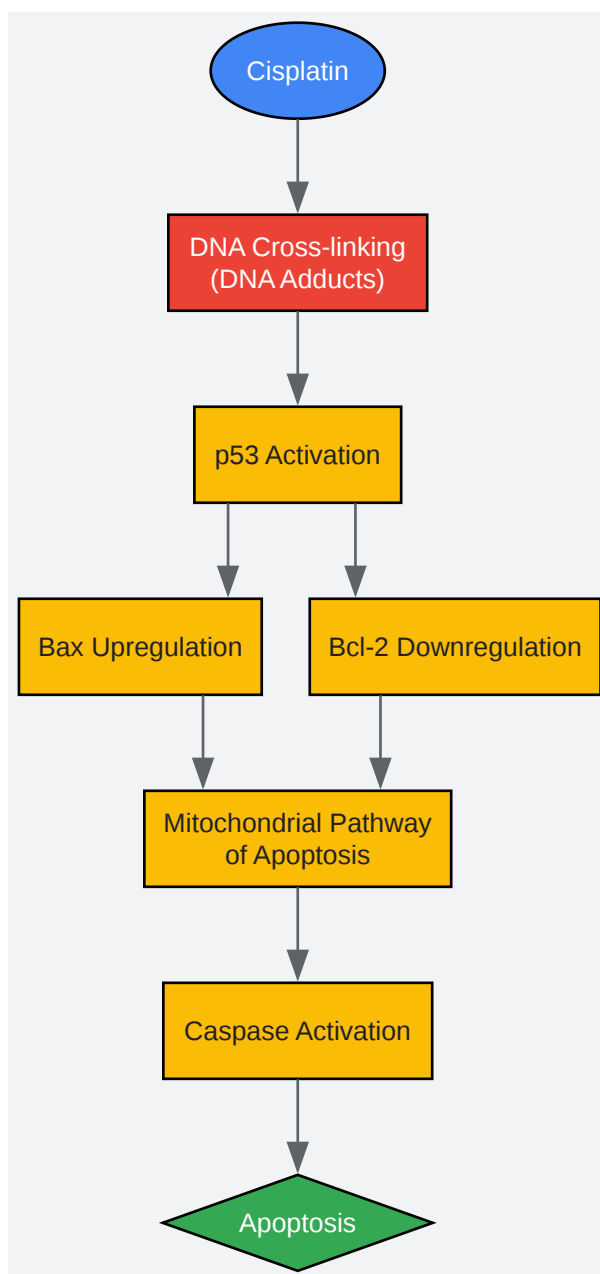 Cisplatin
DNA Cross-linking
(DNA Adducts)
p53 Activation
Bax Upregulation
Bcl-2 Downregulation
Mitochondrial Pathway
of Apoptosis
Caspase Activation
Apoptosis